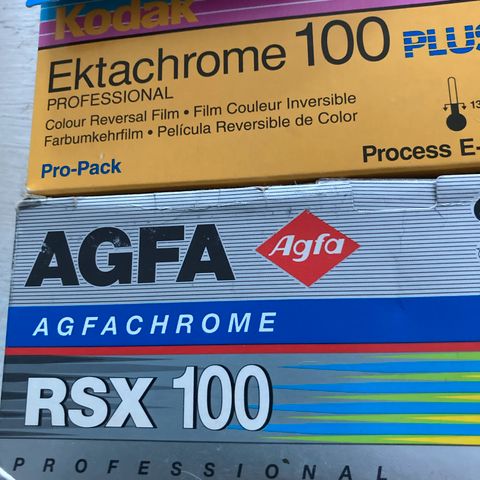 Kodak
Ektachrome 100 PLUS
PROFESSIONAL
Colour Reversal Film • Film Couleur Inversible
Farbumkehrfilm • Película Reversible de Color
13
Pro-Pack
Process E-
AGFA
Agfa
AGFACHROME
RSX 100
PROFESSIONAL